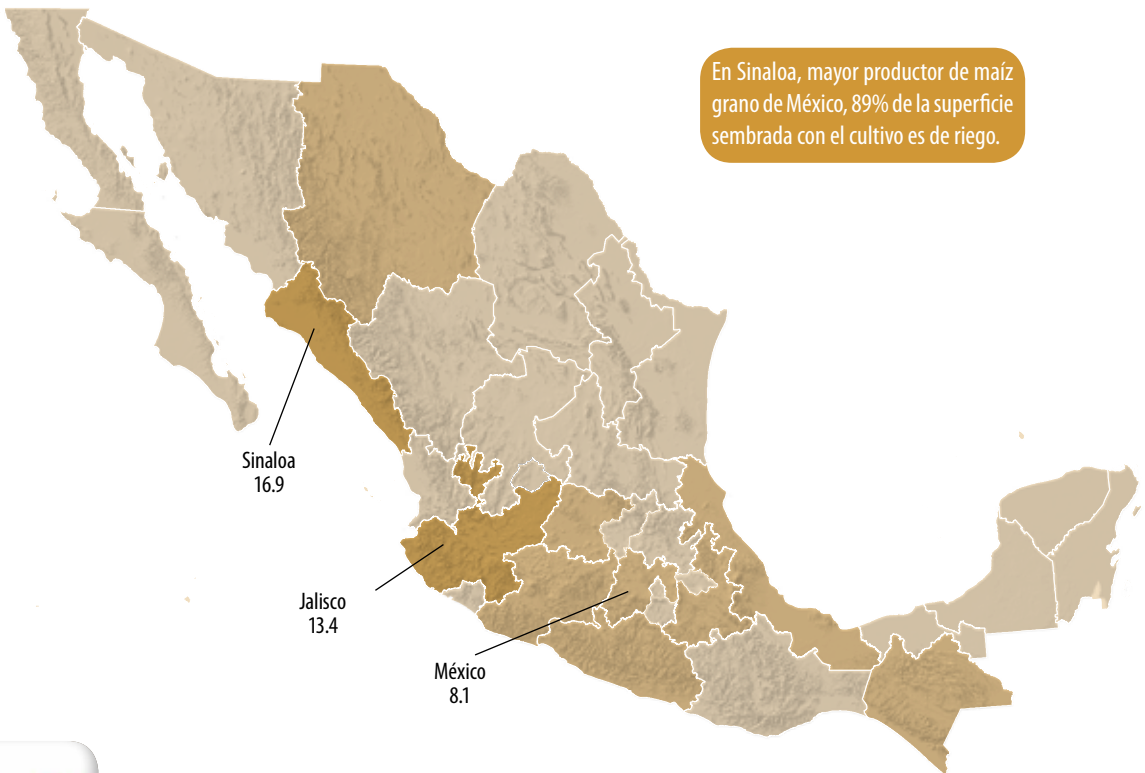 En Sinaloa, mayor productor de maíz
grano de México, 89% de la superficie
sembrada con el cultivo es de riego.
Sinaloa
16.9
Jalisco
13.4
México
8.1